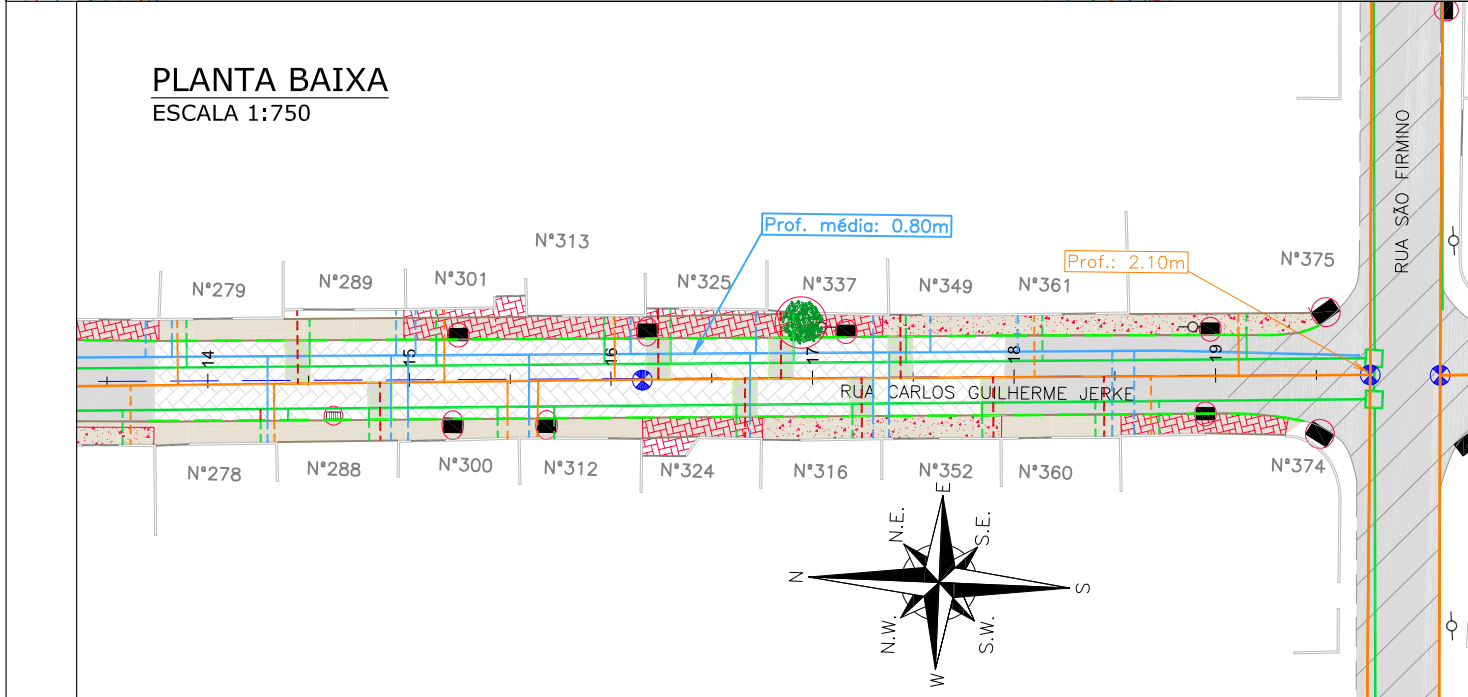 PLANTA BAIXA
ESCALA 1:750
RUA SÃO FIRMINO
Prof. média: 0.80m
N°313
Prof.: 2.10m
N°375
N°279
N°289
N°301
N°325
N°337
N°349
N°361
14
15
16
17
18
19
RUA CARLOS GUILHERME JERKE
N°278
N°288
N°300
N°312
N°324
N°316
N°352
N°360
N°374
E
N.E.
S.E.
N
S
N.W.
S.W.
W